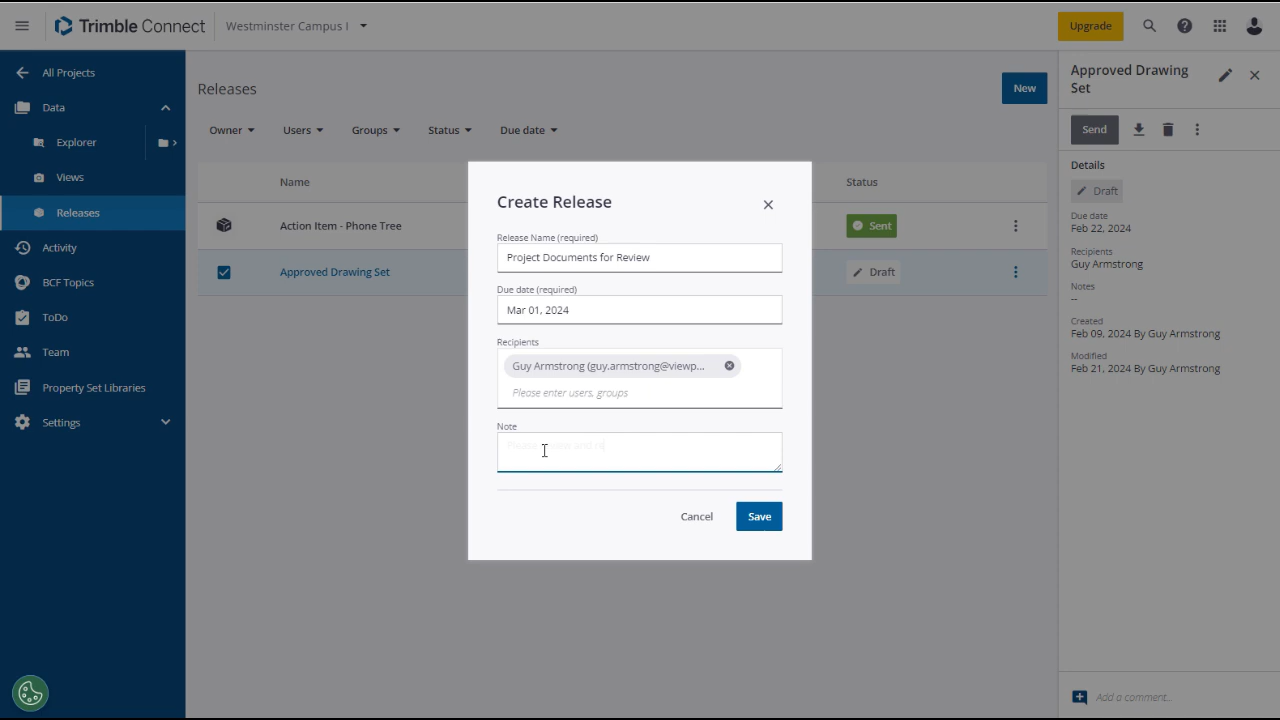 Trimble Connect
Westminster Campus I
Upgrade
All Projects
Data
Explorer
Views
Releases
Activity
BCF Topics
ToDo
Team
Property Set Libraries
Settings
Releases
New
Owner
Users
Groups
Status
Due date
Name
Status
Action Item - Phone Tree
Sent
Approved Drawing Set
Draft
Create Release
Release Name (required)
Project Documents for Review
Due date (required)
Mar 01, 2024
Recipients
Guy Armstrong (guy.armstrong@viewp...
Please enter users, groups
Note
Cancel
Save
Approved Drawing
Set
Send
Details
Draft
Due date
Feb 22, 2024
Recipients
Guy Armstrong
Notes
--
Created
Feb 09, 2024 By Guy Armstrong
Modified
Feb 21, 2024 By Guy Armstrong
Add a comment...